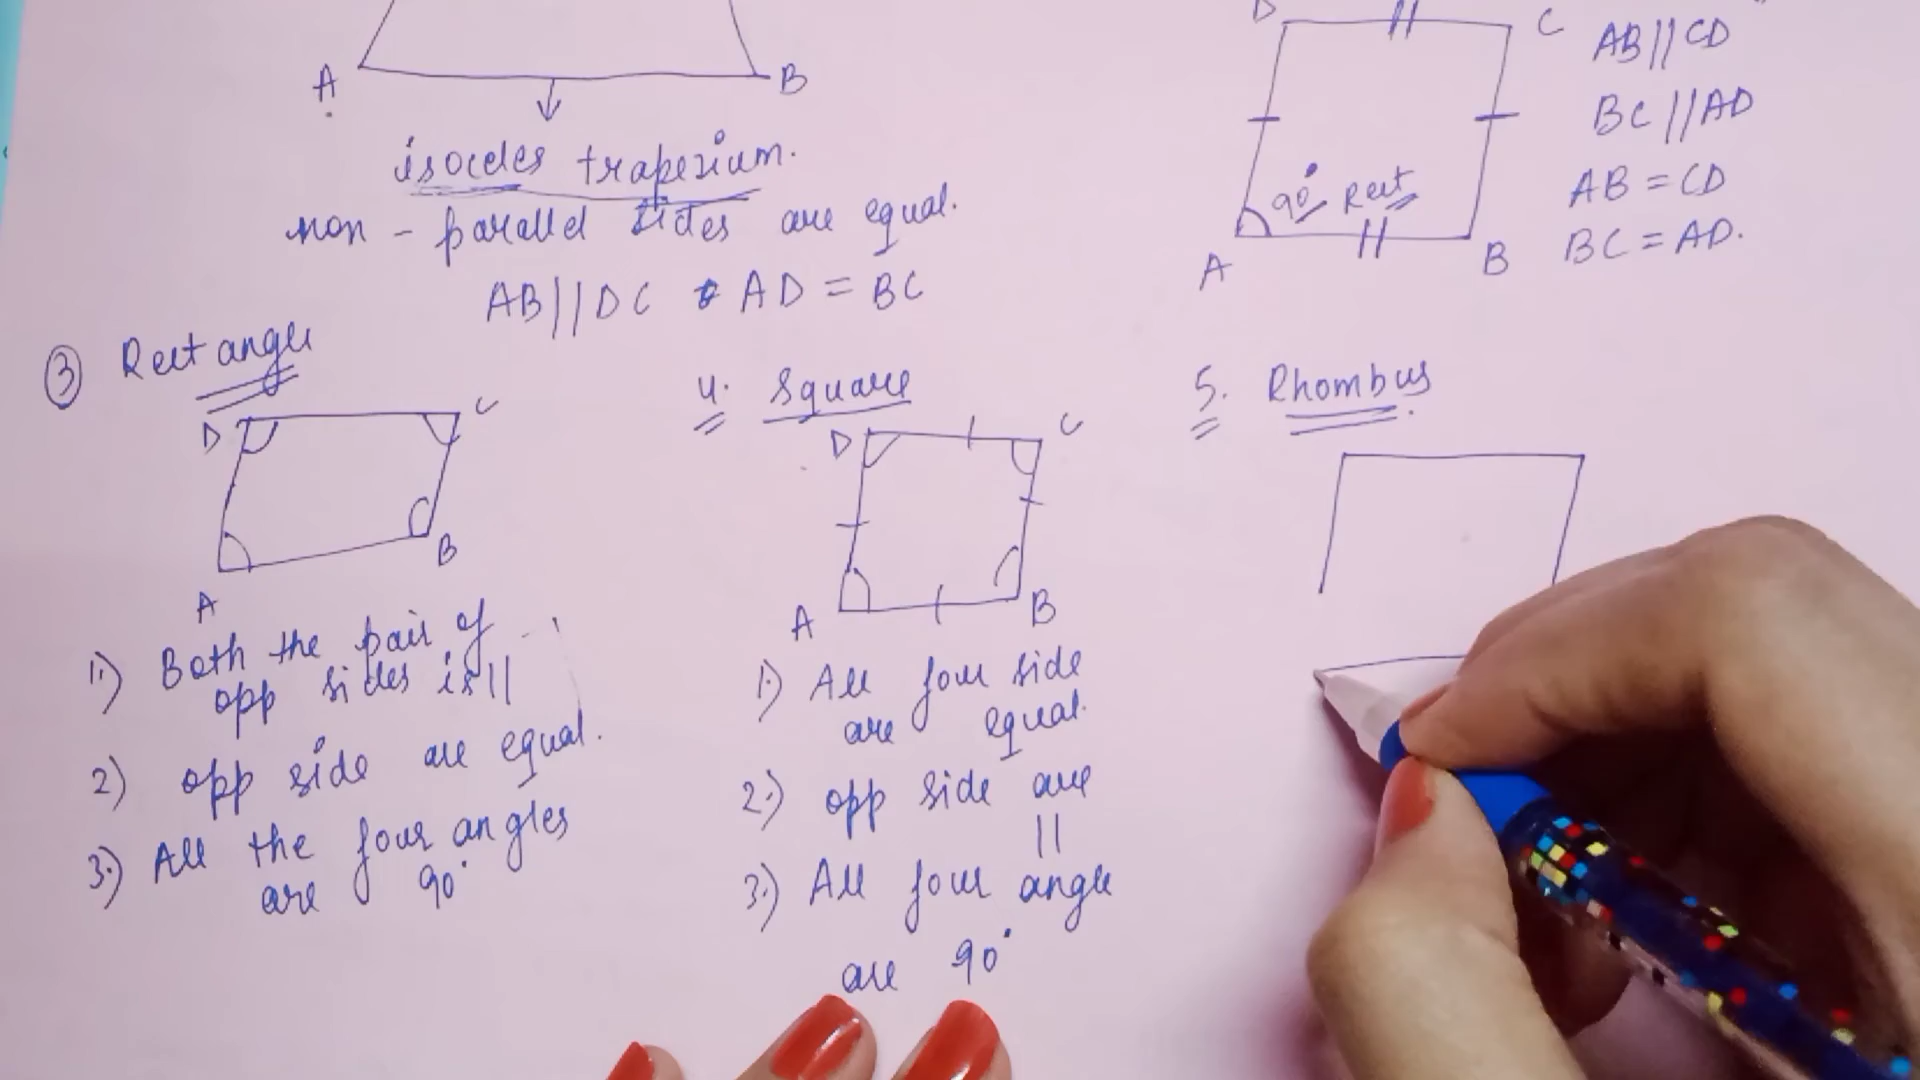 A
B
isoceles trapezium.
non - parallel sides are equal.
AB||DC AD = BC
D
C
90° Rect
A
B
AB||CD
BC||AD
AB = CD
BC = AD.
③ Rectangle
D
C
A
B
1.) Both the pair of
opp sides is ||
2) opp side are equal.
3.) All the four angles
are 90°
4. Square
D
C
A
B
1.) All four side
are equal.
2.) opp side are
||
3.) All four angle
are 90°
5. Rhombus